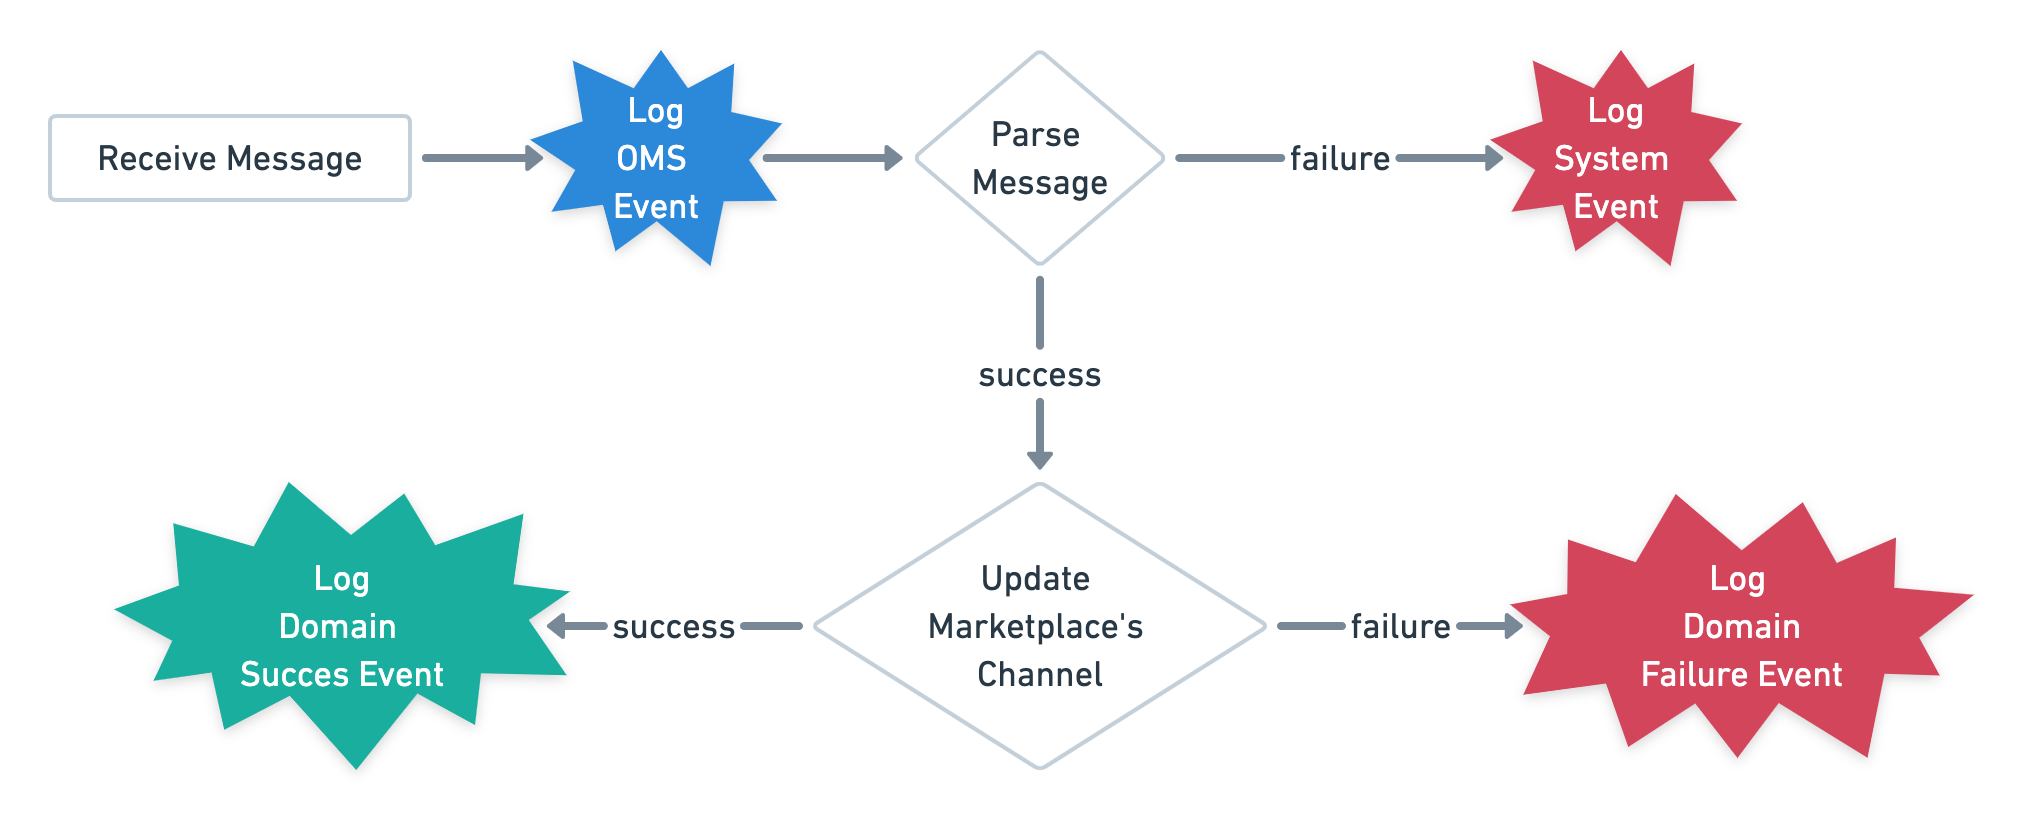 Receive Message
Log
OMS
Event
Parse
Message
failure
Log
System
Event
success
Log
Domain
Succes Event
success
Update
Marketplace's
Channel
failure
Log
Domain
Failure Event